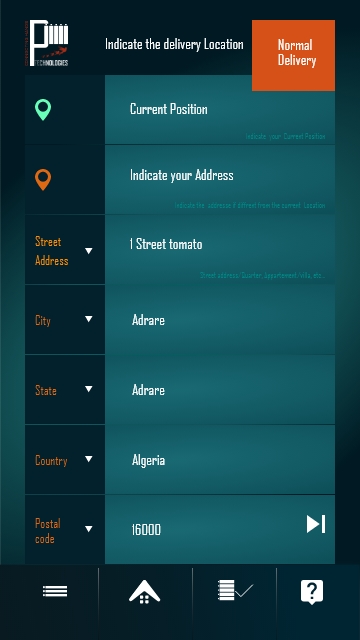 TECHNOLOGIES
Indicate the delivery Location
Normal
Delivery
Current Position
Indicate your Current Position
Indicate your Address
Indicate the addresse if diffrent from the current Location
Street
Address
1 Street tomato
Street address/Quarter, Appartement/Villa, etc..
City
Adrare
State
Adrare
Country
Algeria
Postal
code
16000